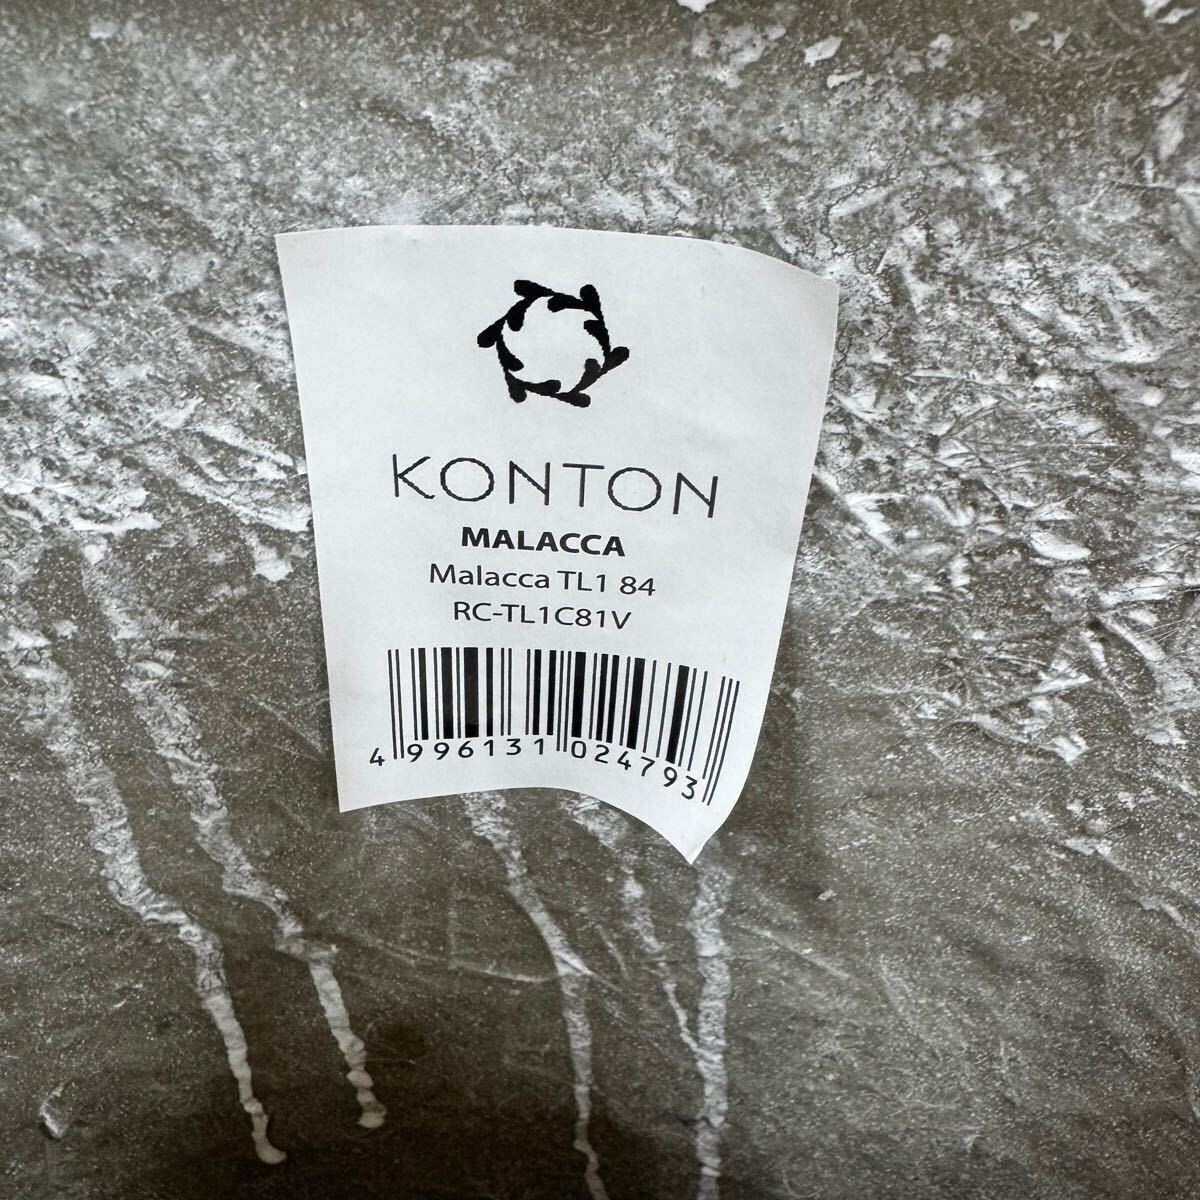 KONTON
MALACCA
Malacca TL1 84
RC-TL1C81V
4 996131 024793